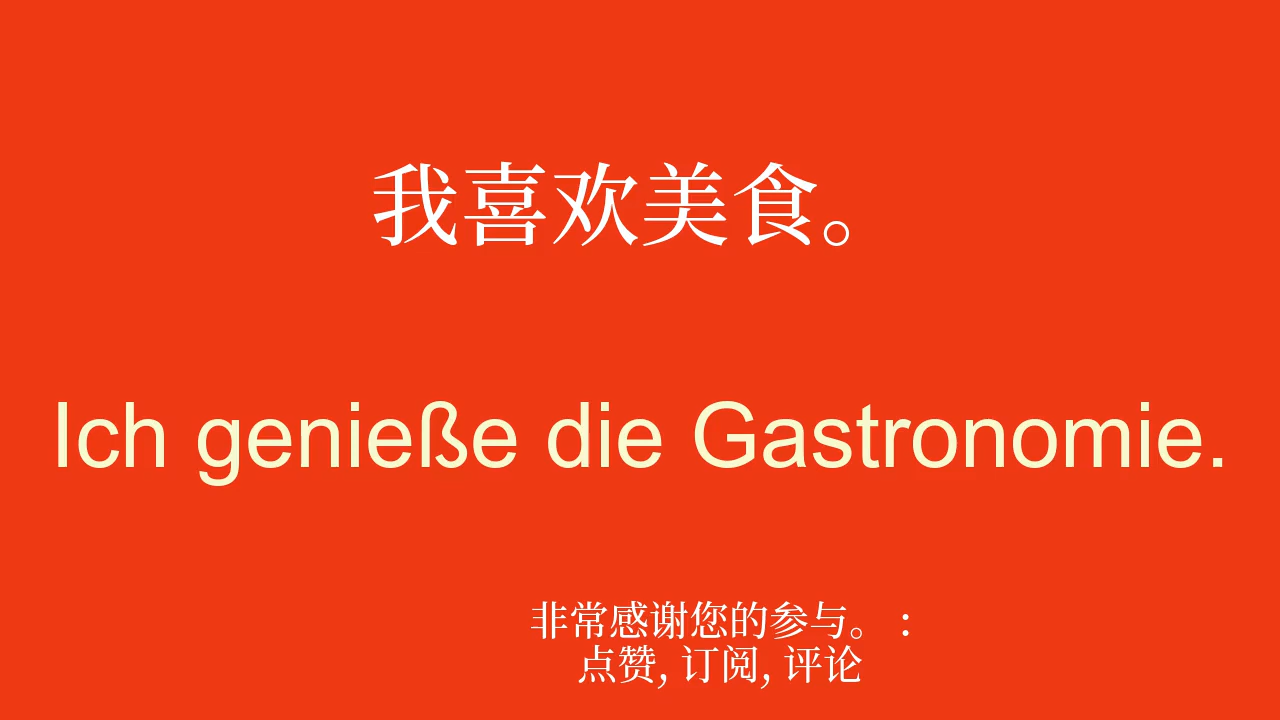 我喜欢美食。
Ich genieße die Gastronomie.
非常感谢您的参与。 :
点赞, 订阅, 评论